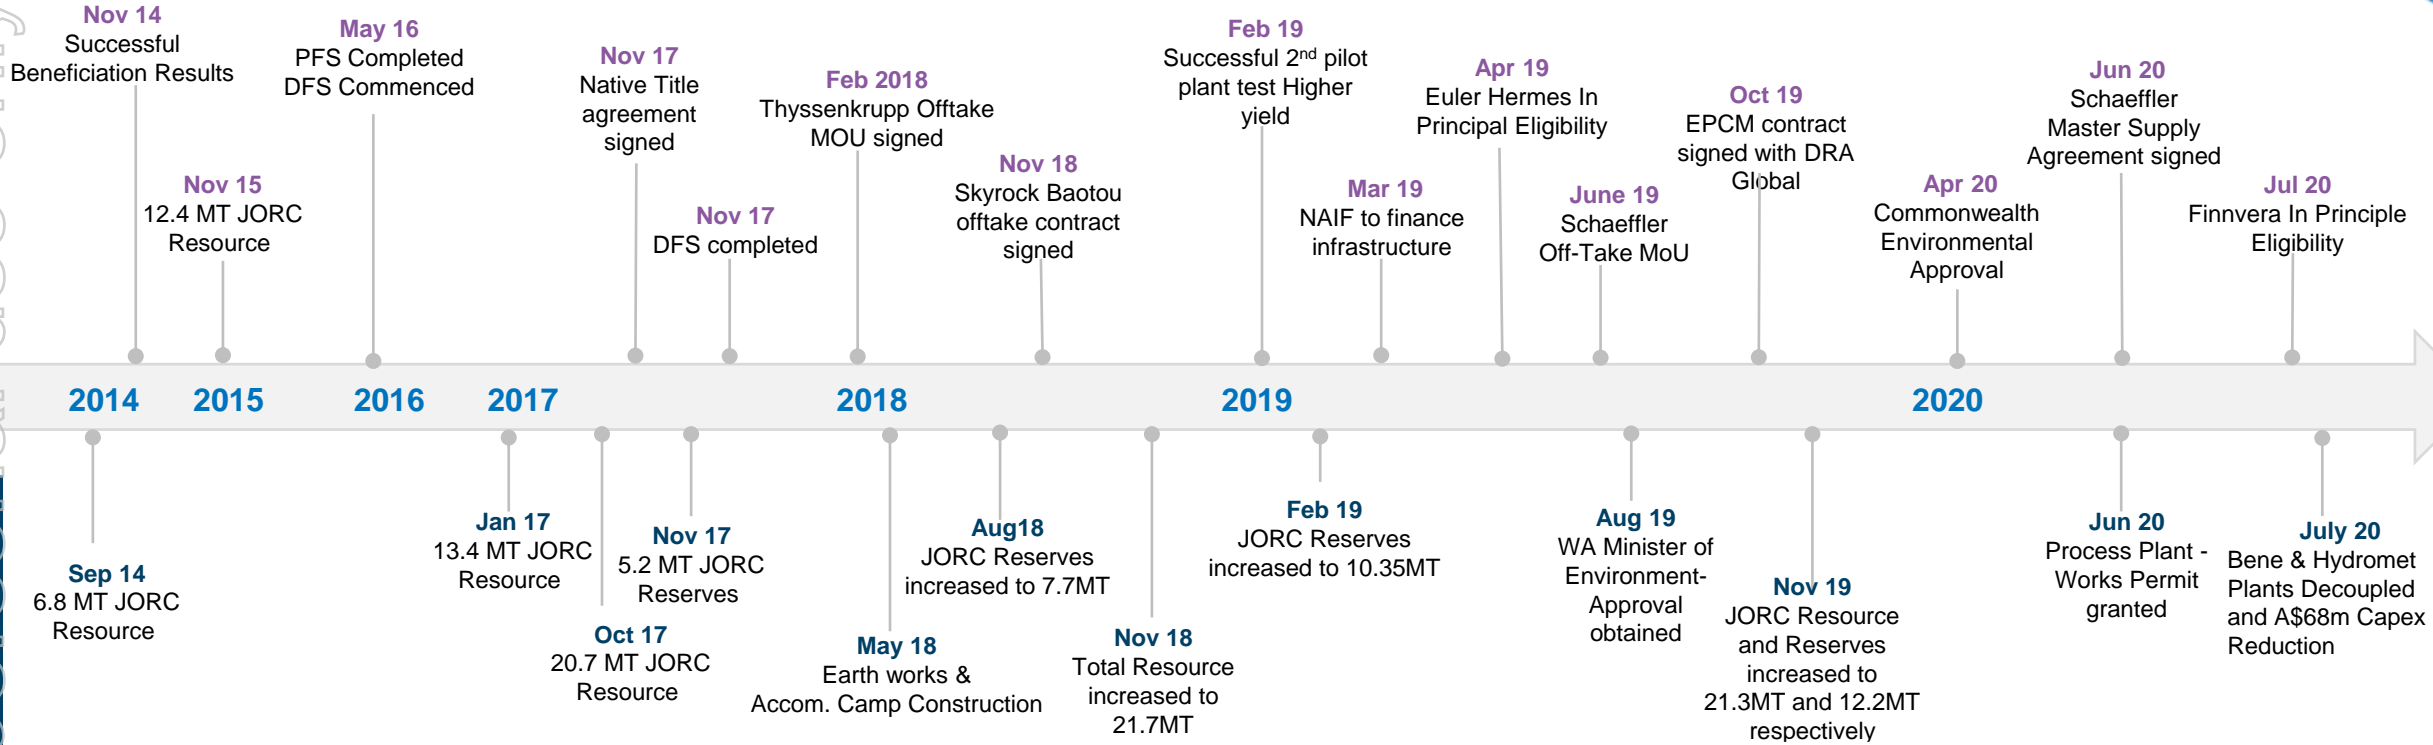 Nov 14
Successful
Beneficiation Results
Nov 15
12.4 MT JORC
Resource
May 16
PFS Completed
DFS Commenced
Nov 17
Native Title
agreement
signed
Nov 17
DFS completed
Feb 2018
Thyssenkrupp Offtake
MOU signed
Nov 18
Skyrock Baotou
offtake contract
signed
Feb 19
Successful 2nd pilot
plant test Higher
yield
Mar 19
NAIF to finance
infrastructure
Apr 19
Euler Hermes In
Principal Eligibility
June 19
Schaeffler
Off-Take MoU
Oct 19
EPCM contract
signed with DRA
Global
Apr 20
Commonwealth
Environmental
Approval
Jun 20
Schaeffler
Master Supply
Agreement signed
Jul 20
Finnvera In Principle
Eligibility
2014 2015 2016 2017 2018 2019 2020
Sep 14
6.8 MT JORC
Resource
Jan 17
13.4 MT JORC
Resource
Oct 17
20.7 MT JORC
Resource
Nov 17
5.2 MT JORC
Reserves
May 18
Earth works &
Accom. Camp Construction
Aug18
JORC Reserves
increased to 7.7MT
Nov 18
Total Resource
increased to
21.7MT
Feb 19
JORC Reserves
increased to 10.35MT
Aug 19
WA Minister of
Environment-
Approval
obtained
Nov 19
JORC Resource
and Reserves
increased to
21.3MT and 12.2MT
respectively
Jun 20
Process Plant -
Works Permit
granted
July 20
Bene & Hydromet
Plants Decoupled
and A$68m Capex
Reduction